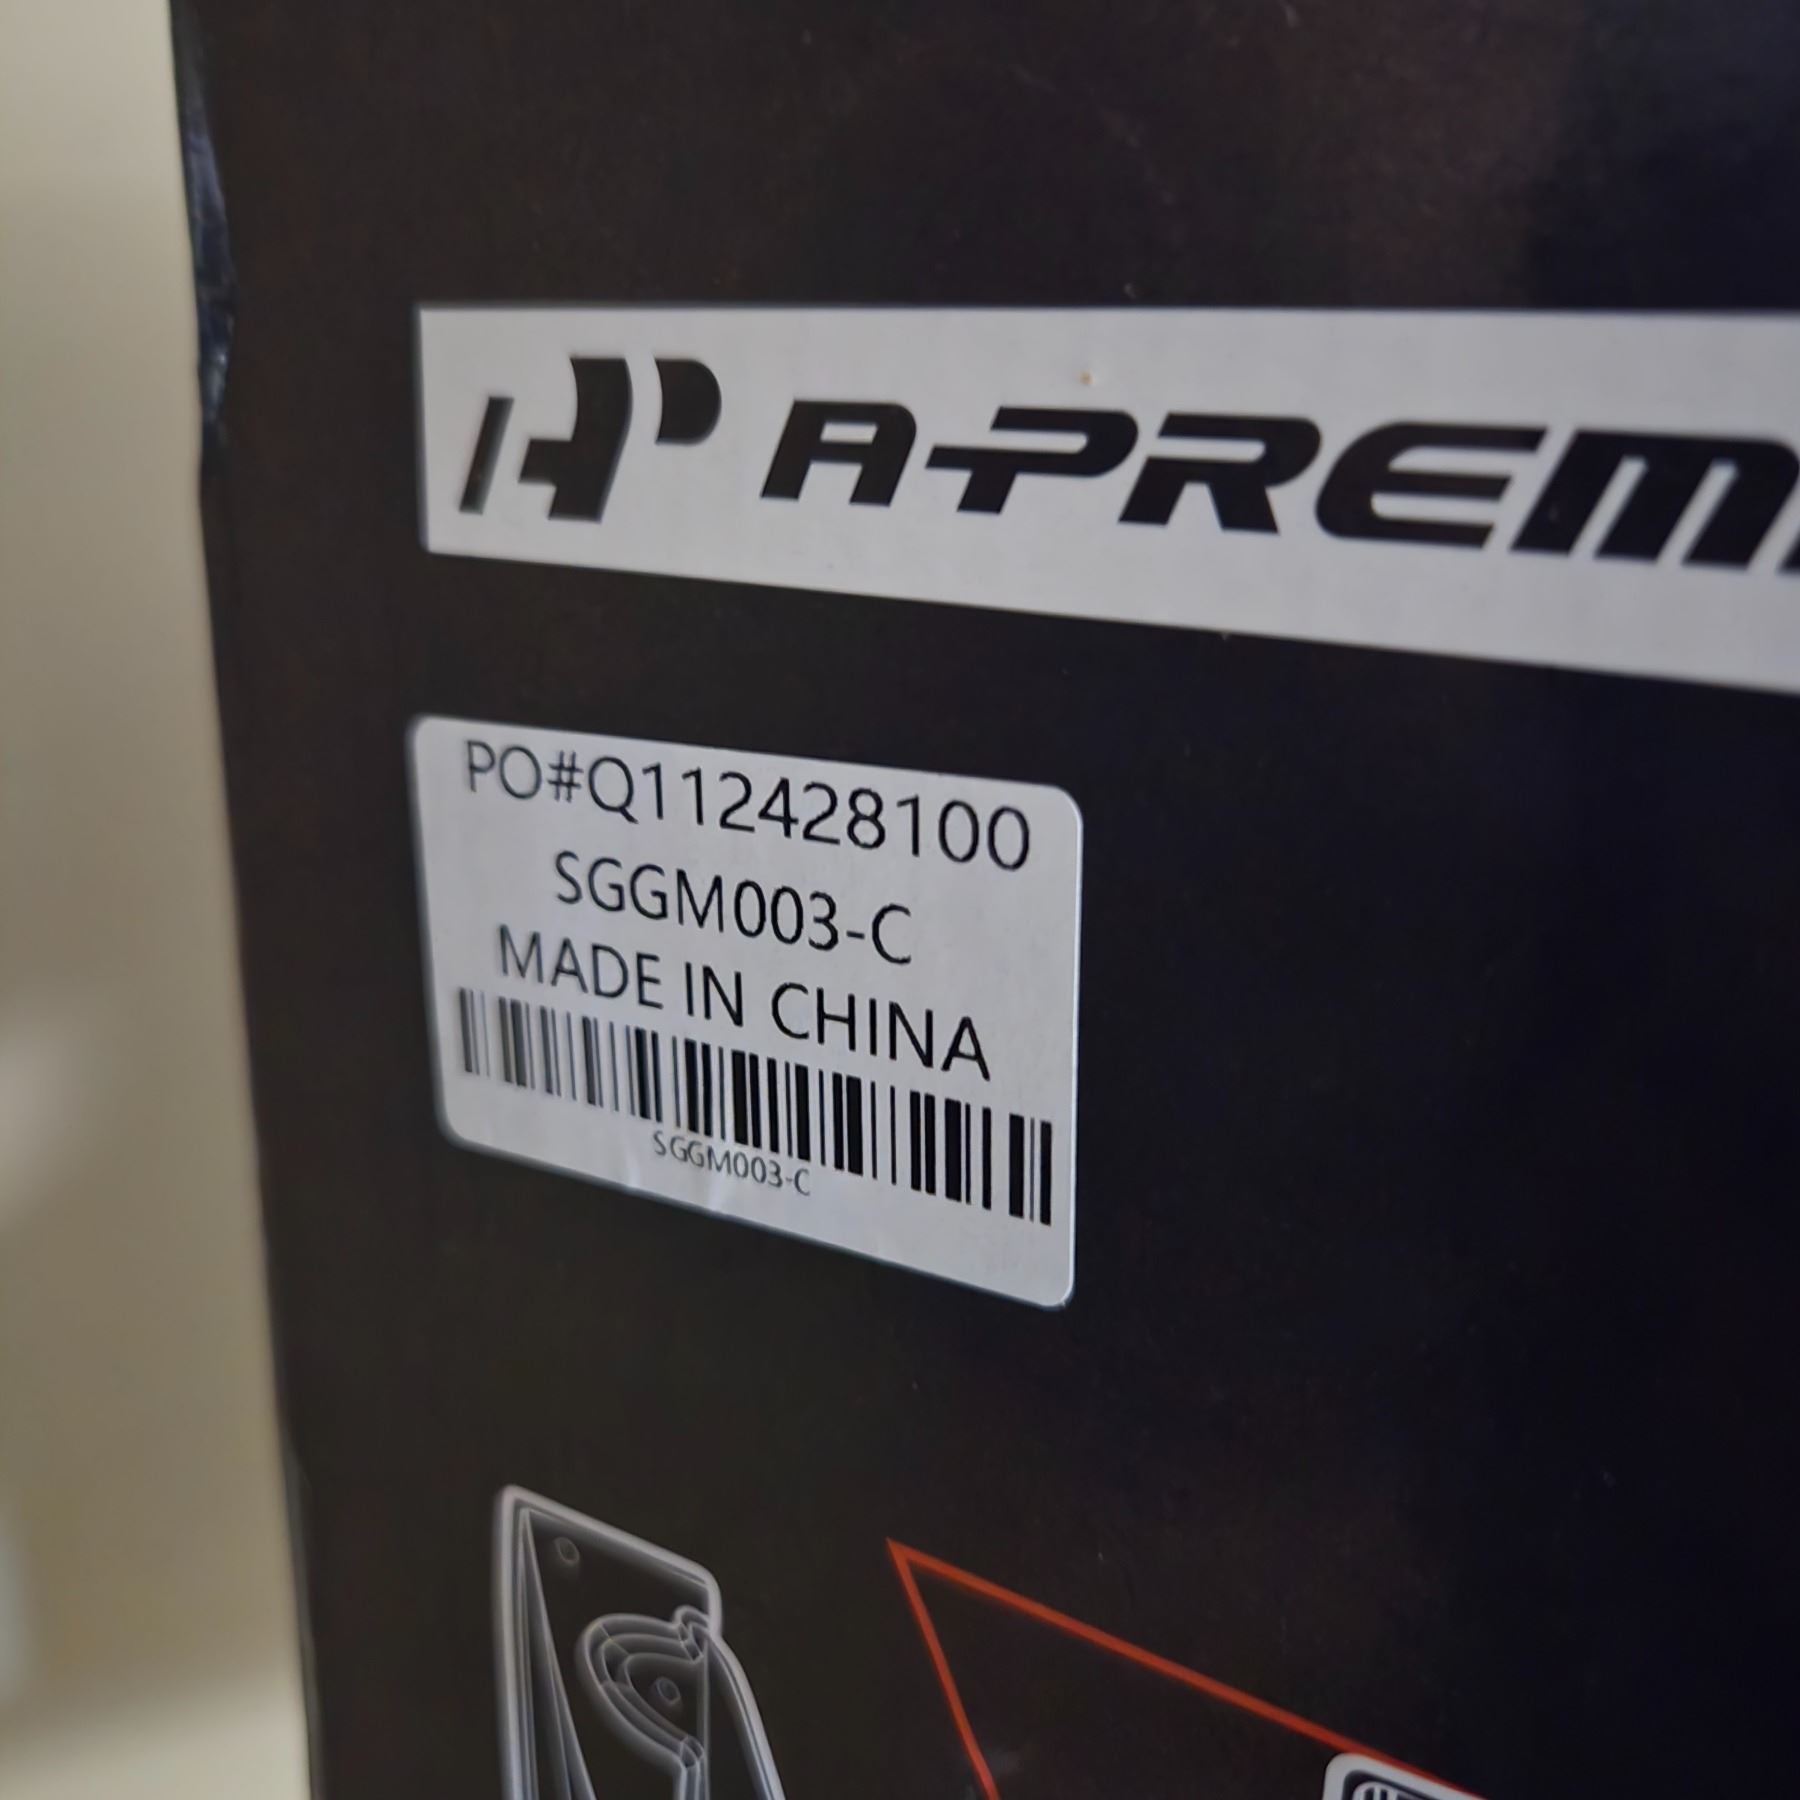 A-PREM
PO#Q112428100
SGGM003-C
MADE IN CHINA
SGGM003-C